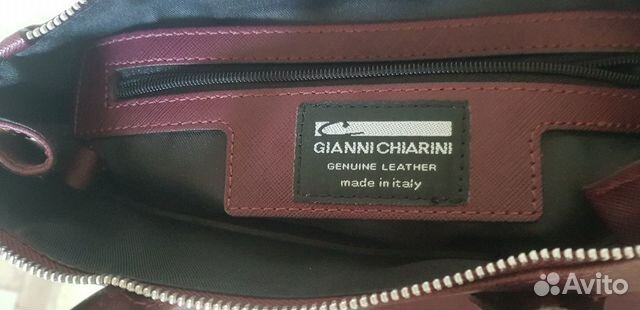 GIANNI CHIARINI
GENUINE LEATHER
made in italy
Avito